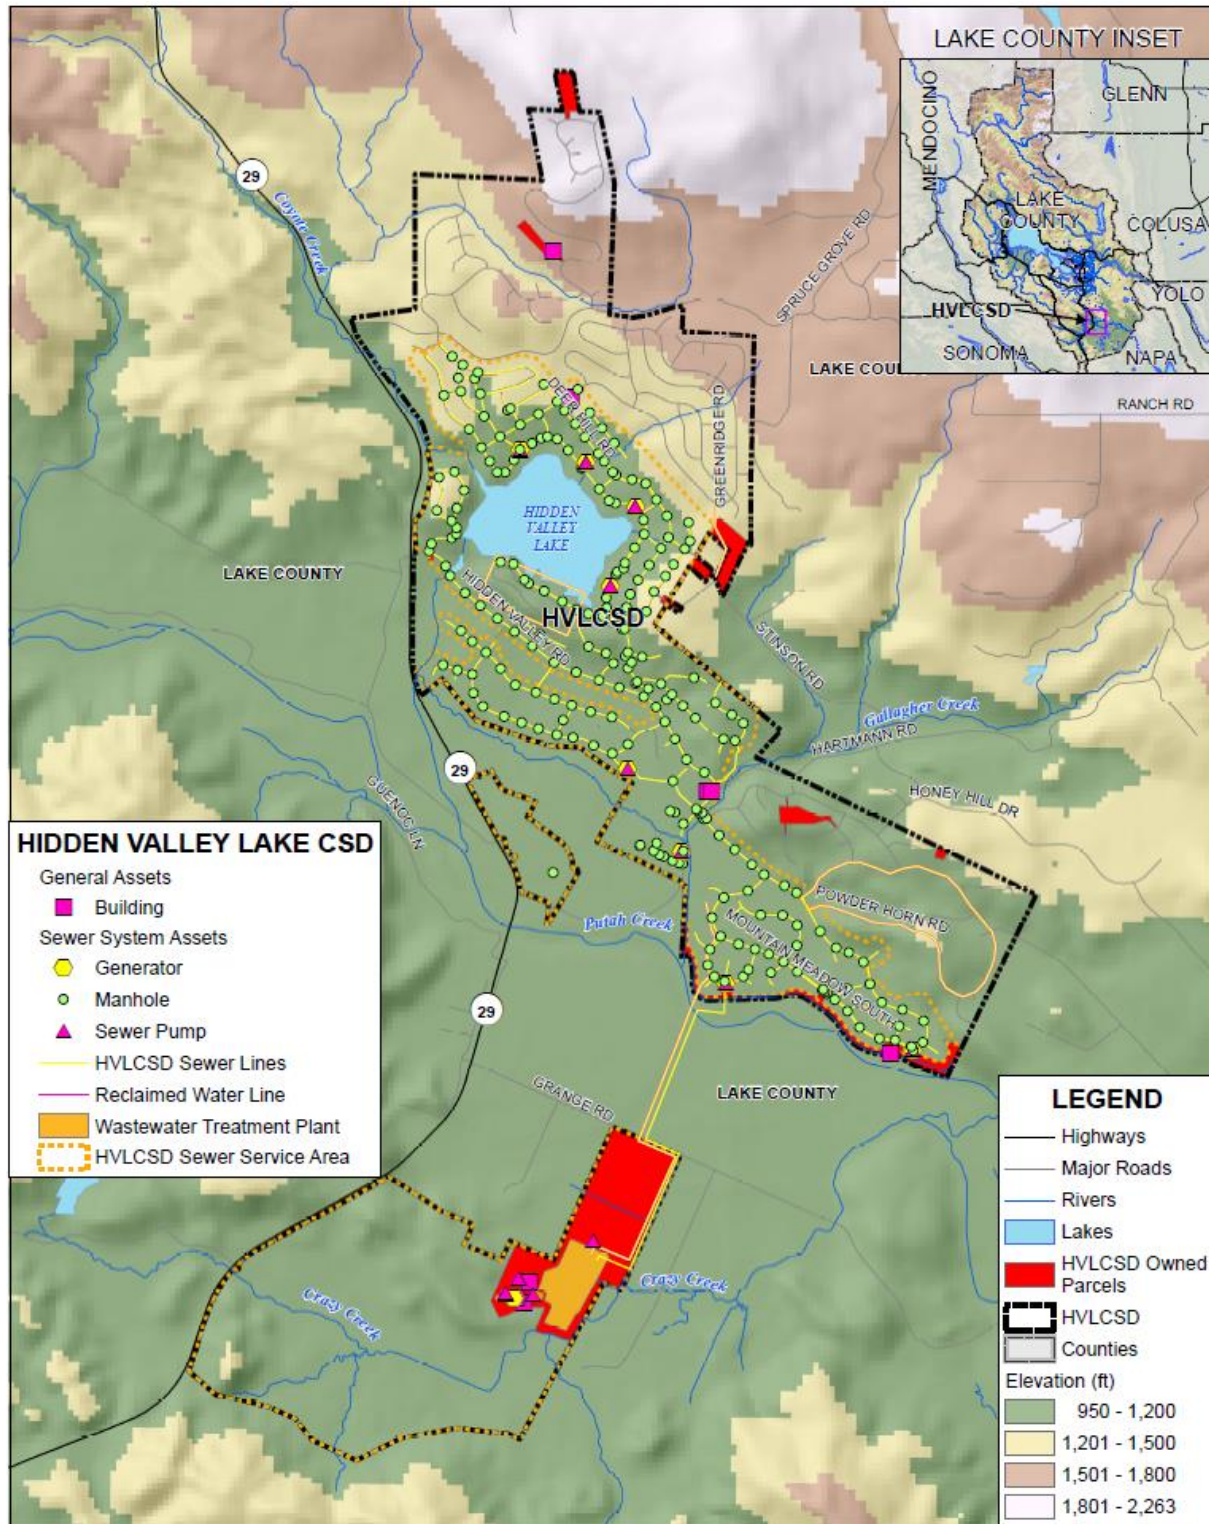 LAKE COUNTY INSET
MENDOCINO
GLENN
LAKE
COUNTY
COLUSA
YOLO
HVLCSD
SONOMA
NAPA
29
Coyote Creek
SPRUCE GROVE RD
LAKE COU
RANCH RD
DEER HILL RD
GREENRIDGE RD
HIDDEN
VALLEY
LAKE
LAKE COUNTY
HIDDEN VALLEY RD
HVLCSD
STINSON RD
Gallagher Creek
HARTMANN RD
29
GUENOC LN
HONEY HILL DR
POWDER HORN RD
Putah Creek
MOUNTAIN MEADOW SOUTH
29
LAKE COUNTY
GRANGE RD
Crazy Creek
Crazy Creek
HIDDEN VALLEY LAKE CSD
General Assets
Building
Sewer System Assets
Generator
Manhole
Sewer Pump
HVLCSD Sewer Lines
Reclaimed Water Line
Wastewater Treatment Plant
HVLCSD Sewer Service Area
LEGEND
Highways
Major Roads
Rivers
Lakes
HVLCSD Owned
Parcels
HVLCSD
Counties
Elevation (ft)
950 - 1,200
1,201 - 1,500
1,501 - 1,800
1,801 - 2,263